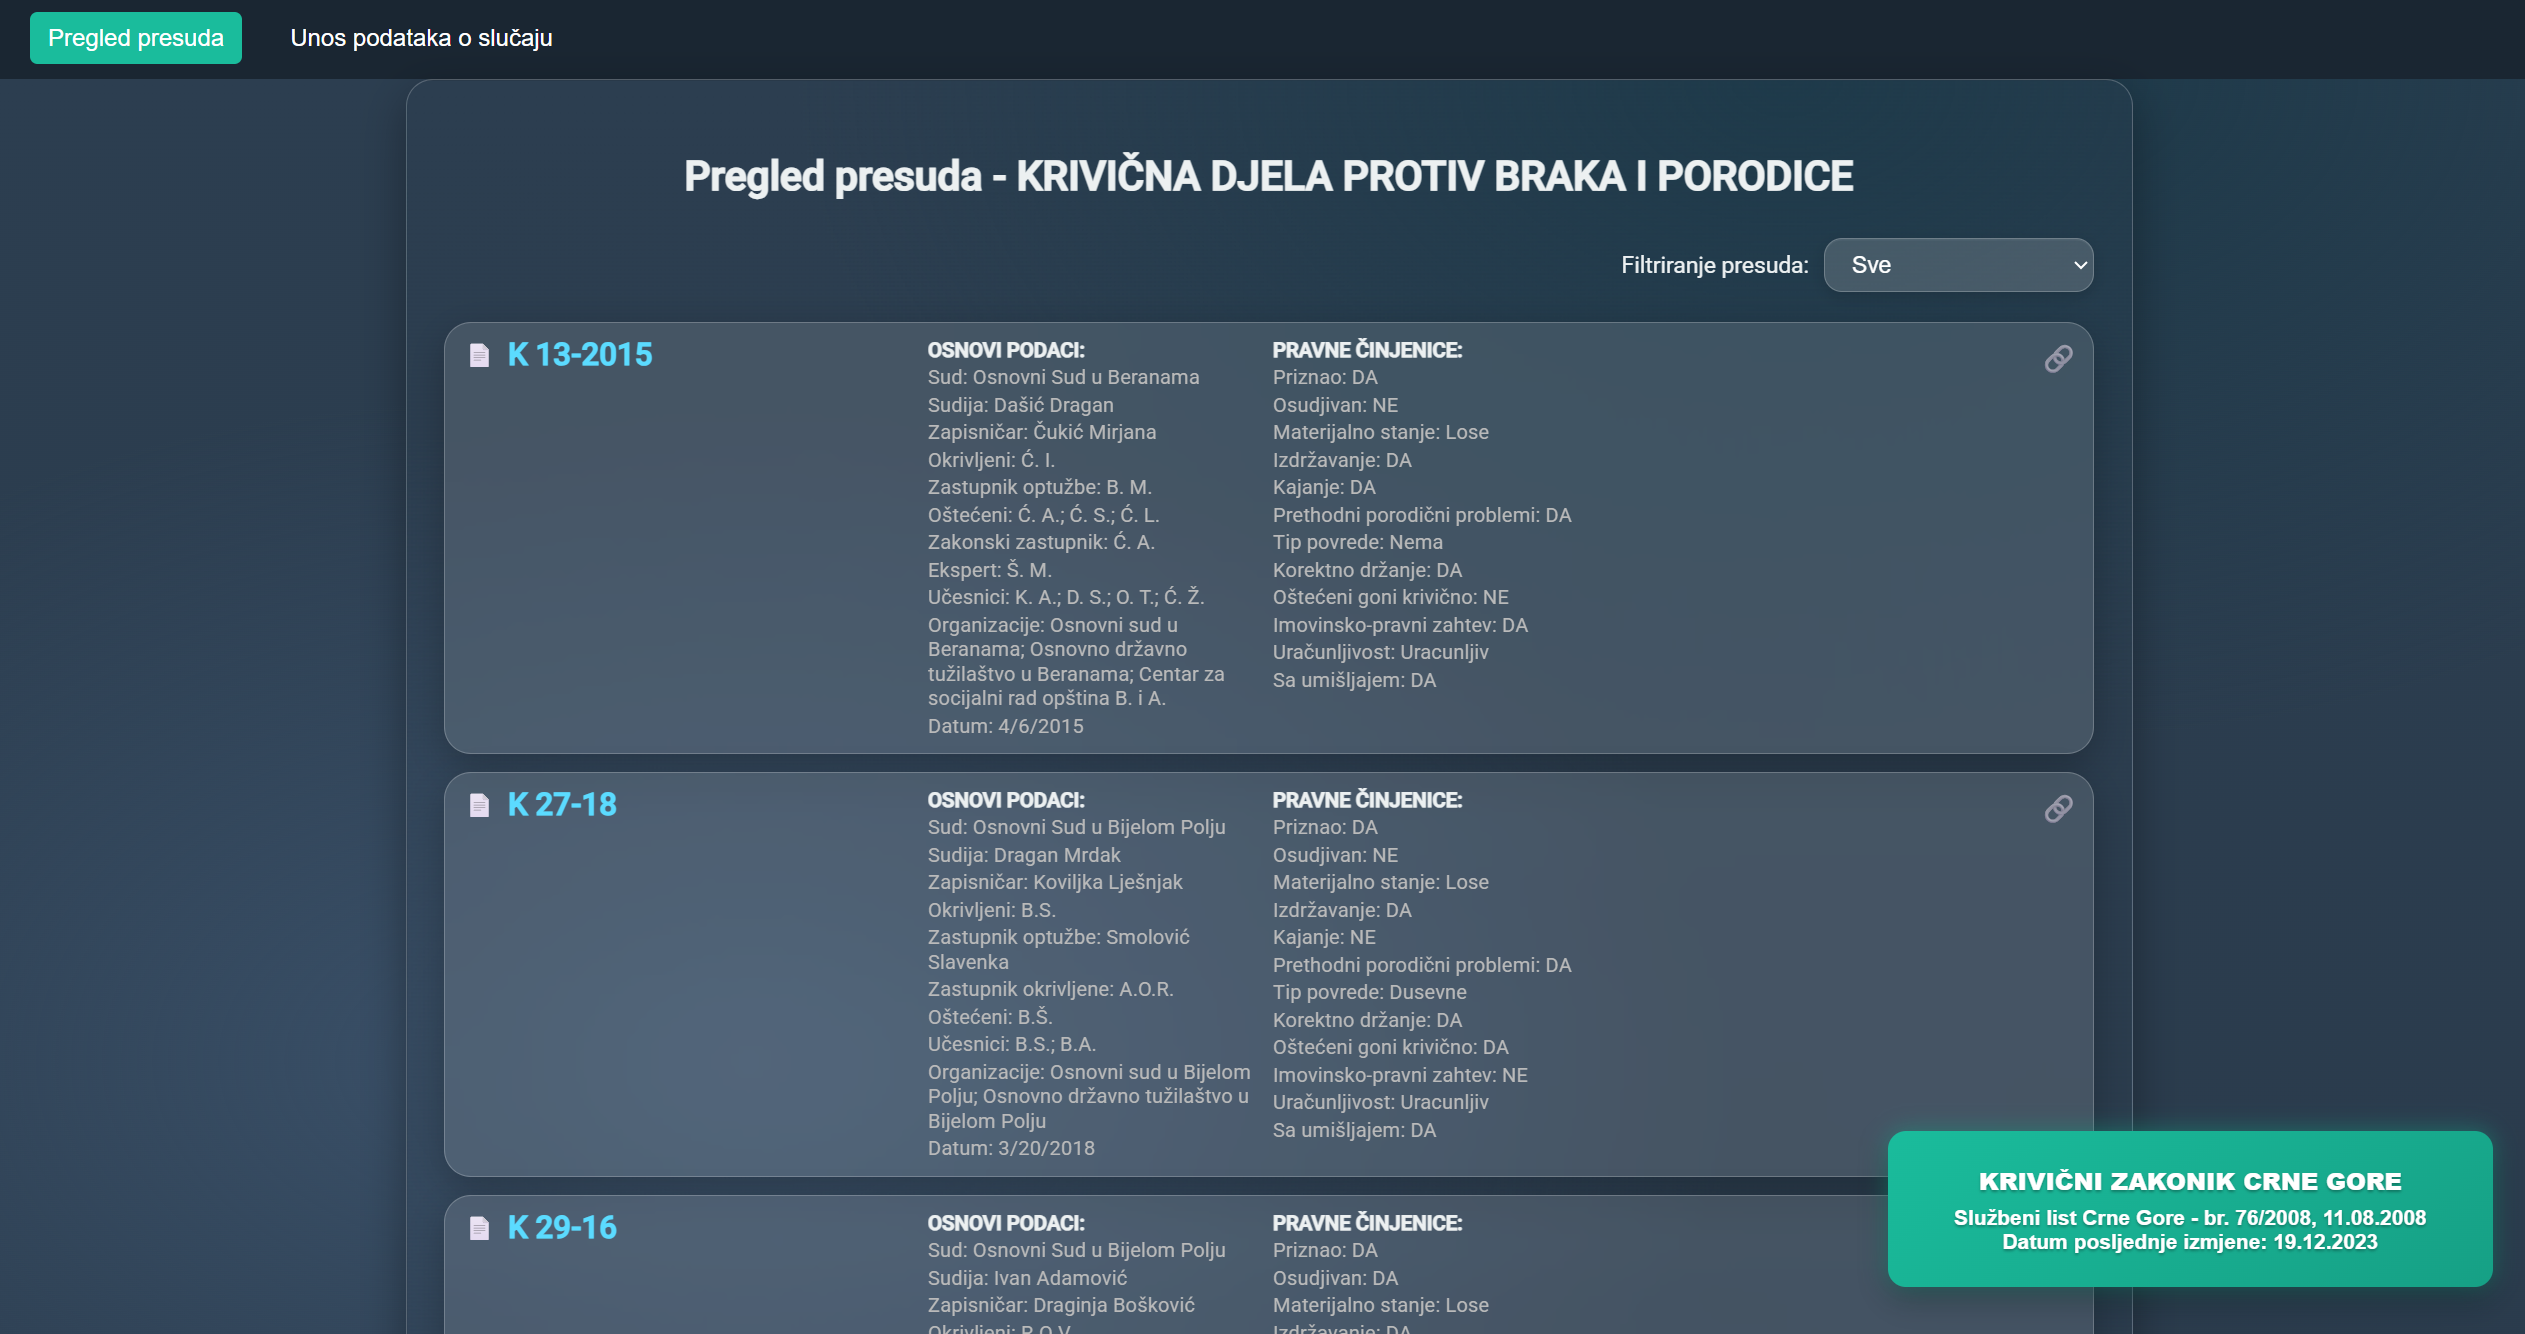 Pregled presuda
Unos podataka o slučaju
Pregled presuda - KRIVIČNA DJELA PROTIV BRAKA I PORODICE
Filtriranje presuda:
Sve
K 13-2015
OSNOVI PODACI:
Sud: Osnovni Sud u Beranama
Sudija: Dašić Dragan
Zapisničar: Čukić Mirjana
Okrivljeni: Ć. I.
Zastupnik optužbe: B. M.
Oštećeni: Ć. A.; Ć. S.; Ć. L.
Zakonski zastupnik: Ć. A.
Ekspert: Š. M.
Učesnici: K. A.; D. S.; O. T.; Ć. Ž.
Organizacije: Osnovni sud u
Beranama; Osnovno državno
tužilaštvo u Beranama; Centar za
socijalni rad opština B. i A.
Datum: 4/6/2015
PRAVNE ČINJENICE:
Priznao: DA
Osudjivan: NE
Materijalno stanje: Lose
Izdržavanje: DA
Kajanje: DA
Prethodni porodični problemi: DA
Tip povrede: Nema
Korektno držanje: DA
Oštećeni goni krivično: NE
Imovinsko-pravni zahtev: DA
Uračunljivost: Uracunljiv
Sa umišljajem: DA
K 27-18
OSNOVI PODACI:
Sud: Osnovni Sud u Bijelom Polju
Sudija: Dragan Mrdak
Zapisničar: Koviljka Lješnjak
Okrivljeni: B.S.
Zastupnik optužbe: Smolović
Slavenka
Zastupnik okrivljene: A.O.R.
Oštećeni: B.Š.
Učesnici: B.S.; B.A.
Organizacije: Osnovni sud u Bijelom
Polju; Osnovno državno tužilaštvo u
Bijelom Polju
Datum: 3/20/2018
PRAVNE ČINJENICE:
Priznao: DA
Osudjivan: NE
Materijalno stanje: Lose
Izdržavanje: DA
Kajanje: NE
Prethodni porodični problemi: DA
Tip povrede: Dusevne
Korektno držanje: DA
Oštećeni goni krivično: DA
Imovinsko-pravni zahtev: NE
Uračunljivost: Uracunljiv
Sa umišljajem: DA
K 29-16
OSNOVI PODACI:
Sud: Osnovni Sud u Bijelom Polju
Sudija: Ivan Adamović
Zapisničar: Draginja Bošković
Okrivljeni:
PRAVNE ČINJENICE:
Priznao: DA
Osudjivan: DA
Materijalno stanje: Lose
Izdržavanje: DA
KRIVIČNI ZAKONIK CRNE GORE
Službeni list Crne Gore - br. 76/2008, 11.08.2008
Datum posljednje izmjene: 19.12.2023